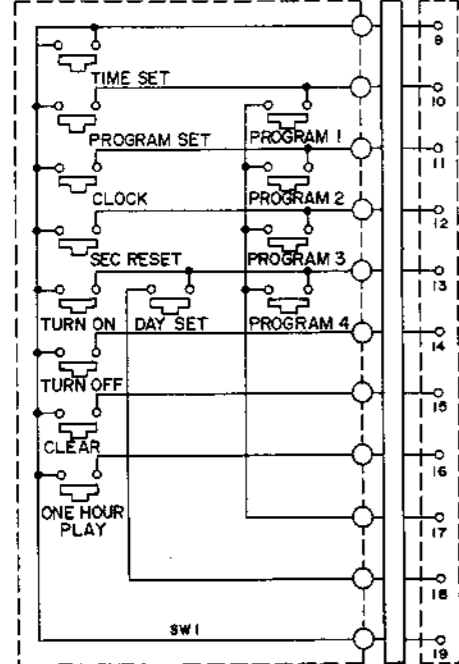 9
TIME SET
10
PROGRAM SET PROGRAM 1
11
CLOCK PROGRAM 2
12
SEC RESET PROGRAM 3
13
TURN ON DAY SET PROGRAM 4
14
TURN OFF
15
CLEAR
16
ONE HOUR
PLAY
17
18
SW1
19